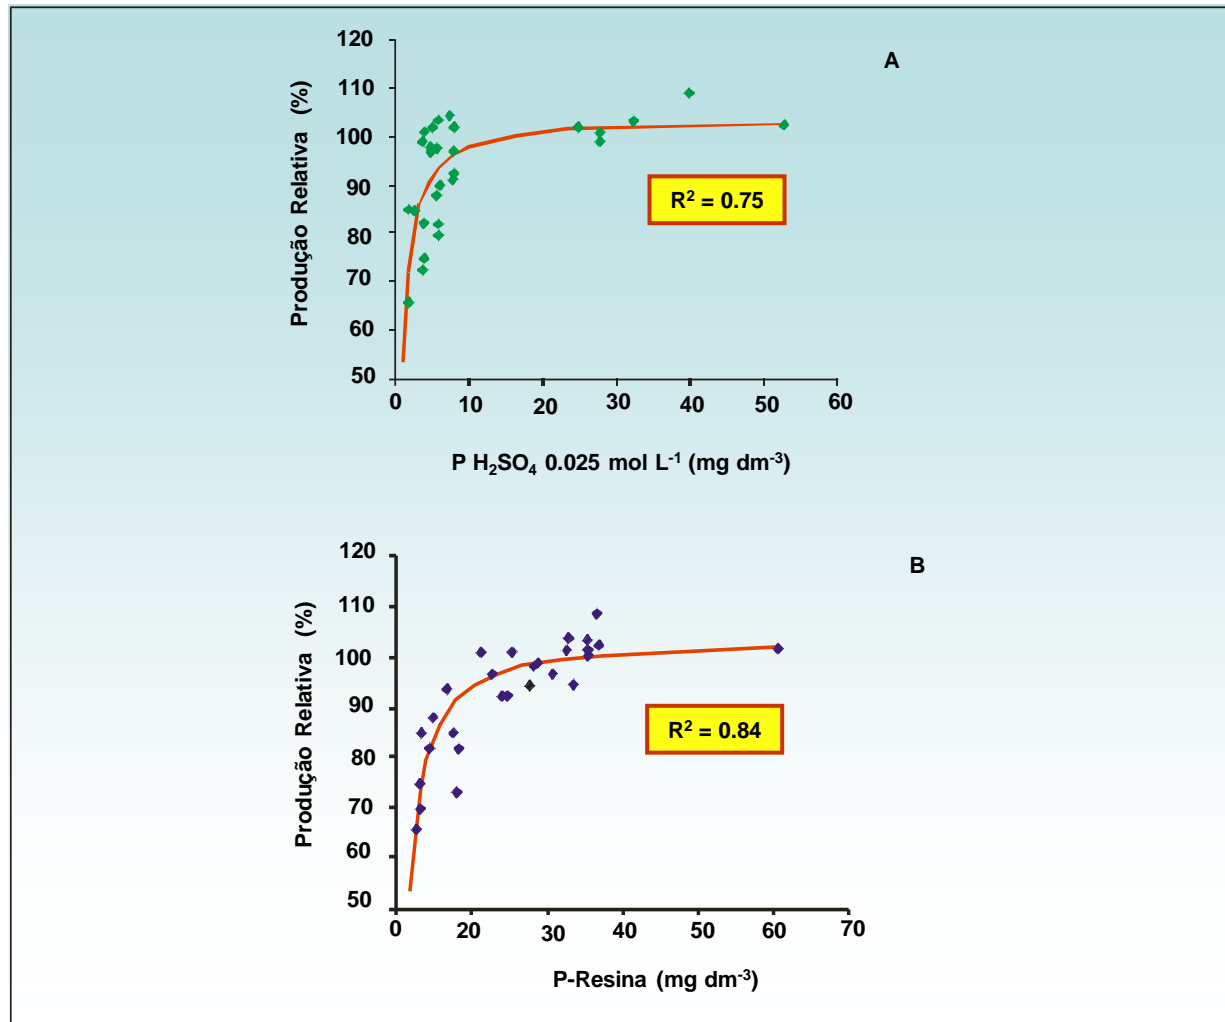 A
Produção Relativa (%)
120
110
100
90
80
70
60
50
0 10 20 30 40 50 60
R² = 0.75
P H₂SO₄ 0.025 mol L⁻¹ (mg dm⁻³)
B
Produção Relativa (%)
120
110
100
90
80
70
60
50
0 20 30 40 50 60 70
R² = 0.84
P-Resina (mg dm⁻³)